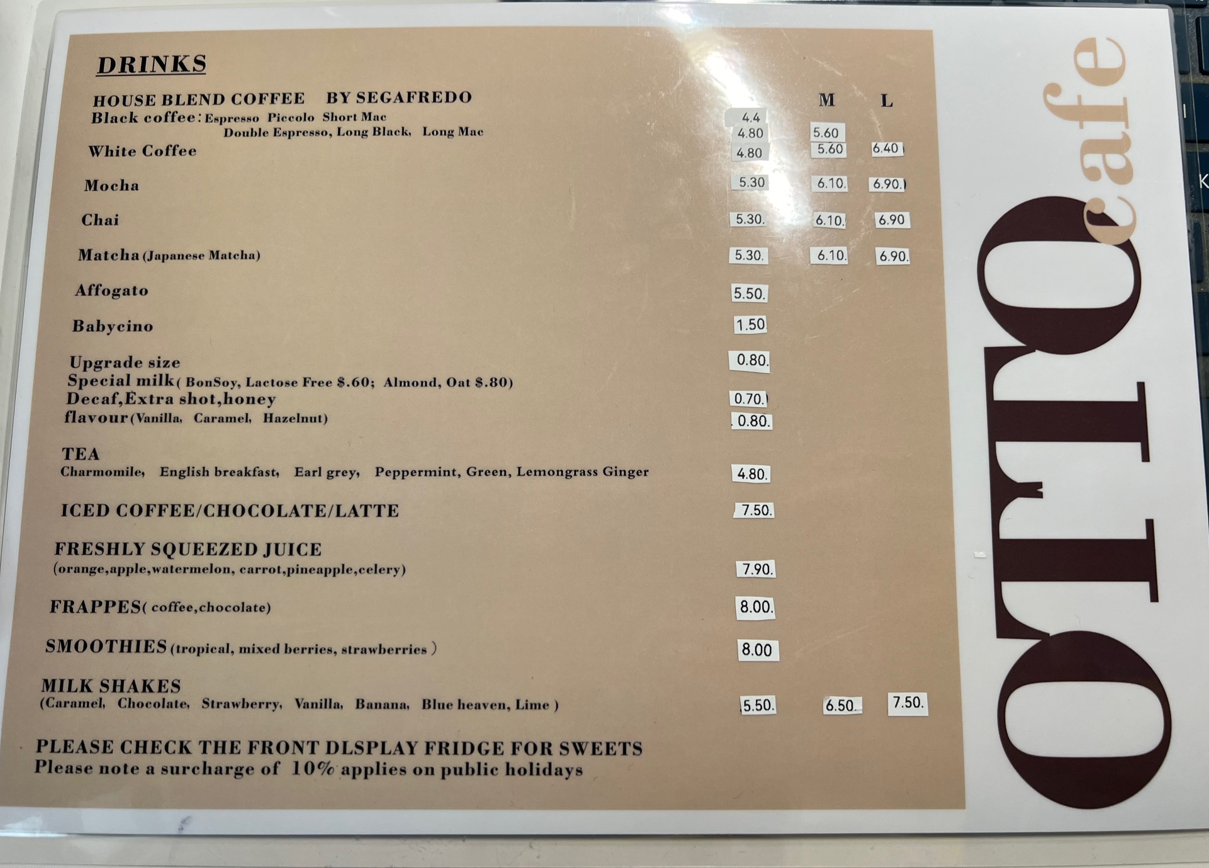 DRINKS
HOUSE BLEND COFFEE BY SEGAFREDO M L
Black coffee: Espresso Piccolo Short Mac 4.4
Double Espresso, Long Black, Long Mac 4.80 5.60
White Coffee 4.80 5.60 6.40
Mocha 5.30 6.10. 6.90.
Chai 5.30. 6.10. 6.90
Matcha (Japanese Matcha) 5.30. 6.10. 6.90.
Affogato 5.50.
Babycino 1.50
Upgrade size 0.80.
Special milk( BonSoy, Lactose Free $.60; Almond, Oat $.80)
Decaf,Extra shot,honey 0.70.
flavour(Vanilla, Caramel, Hazelnut) 0.80.
TEA
Charmomile, English breakfast, Earl grey, Peppermint, Green, Lemongrass Ginger 4.80.
ICED COFFEE/CHOCOLATE/LATTE 7.50.
FRESHLY SQUEEZED JUICE
(orange,apple,watermelon, carrot,pineapple,celery) 7.90.
FRAPPES( coffee,chocolate) 8.00.
SMOOTHIES (tropical, mixed berries, strawberries ) 8.00
MILK SHAKES
(Caramel, Chocolate, Strawberry, Vanilla, Banana, Blue heaven, Lime ) 5.50. 6.50. 7.50.
PLEASE CHECK THE FRONT DLSPLAY FRIDGE FOR SWEETS
Please note a surcharge of 10% applies on public holidays
OTTO
cafe
K